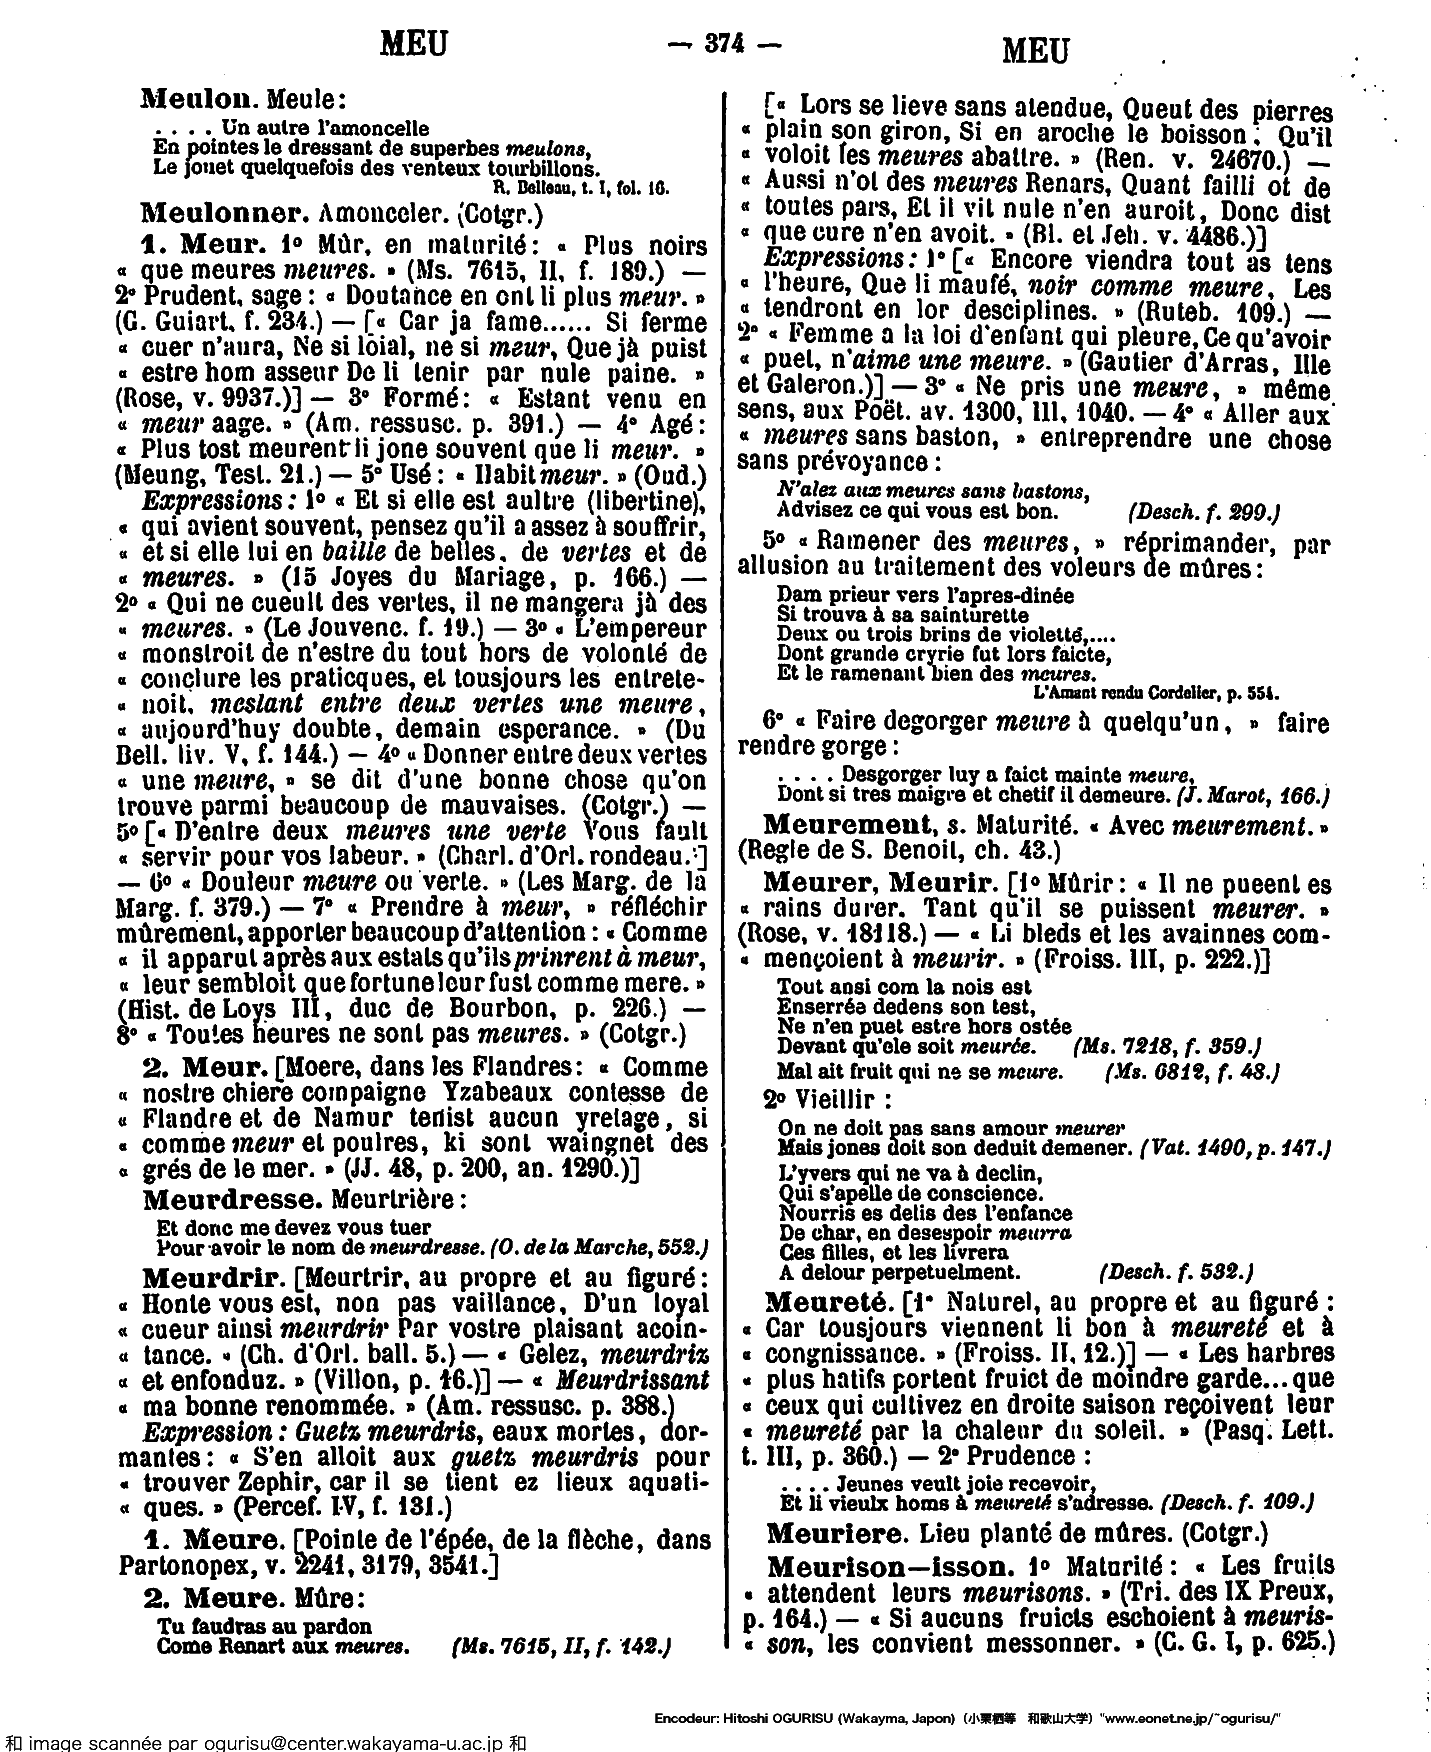 MEU
— 374 —
MEU
Meulon. Meule:
. . . . Un autre l'amoncelle
En pointes le dressant de superbes meulons,
Le jouet quelquefois des venteux tourbillons.
R. Belleau, t. I, fol. 16.
Meulonner. Amonceler. (Cotgr.)
1. Meur. 1º Mûr, en maturité: « Plus noirs
« que meures meures. » (Ms. 7615, II, f. 189.) —
2º Prudent, sage: « Doutance en ont li plus meur. »
(G. Guiart, f. 234.) — [« Car ja fame...... Si ferme
« cuer n'aura, Ne si loial, ne si meur, Que jà puist
« estre hom asseur De li tenir par nule paine. »
(Rose, v. 9937.)] — 3º Formé: « Estant venu en
« meur aage. » (Am. ressusc. p. 391.) — 4º Agé:
« Plus tost meurent li jone souvent que li meur. »
(Meung, Test. 21.) — 5º Usé: « Habit meur. » (Oud.)
Expressions: 1º « Et si elle est aultre (libertine),
« qui avient souvent, pensez qu'il a assez à souffrir,
« et si elle lui en baille de belles, de vertes et de
« meures. » (15 Joyes du Mariage, p. 166.) —
2º « Qui ne cueult des vertes, il ne mangera jà des
« meures. » (Le Jouvenc. f. 19.) — 3º « L'empereur
« monstroit de n'estre du tout hors de volonté de
« conclure les praticques, et tousjours les entrete-
« noit, meslant entre deux vertes une meure,
« aujourd'huy doubte, demain esperance. » (Du
Bell. liv. V, f. 144.) — 4º « Donner entre deux vertes
« une meure, » se dit d'une bonne chose qu'on
trouve parmi beaucoup de mauvaises. (Cotgr.) —
5º [« D'entre deux meures une verte Vous fault
« servir pour vos labeur. » (Charl. d'Orl. rondeau.)]
— 6º « Douleur meure ou verte. » (Les Marg. de la
Marg. f. 379.) — 7º « Prendre à meur, » réfléchir
mûrement, apporter beaucoup d'attention: « Comme
« il apparut après aux estats qu'ils prinrent à meur,
« leur sembloit que fortune leur fust comme mere. »
(Hist. de Loys III, duc de Bourbon, p. 226.) —
8º « Toutes heures ne sont pas meures. » (Cotgr.)
2. Meur. [Moere, dans les Flandres: « Comme
« nostre chiere compaigne Yzabeaux contesse de
« Flandre et de Namur tenist aucun yretage, si
« comme meur et poulres, ki sont waingnet des
« grés de le mer. » (JJ. 48, p. 200, an. 1290.)]
Meurdresse. Meurtrière:
Et donc me devez vous tuer
Pour avoir le nom de meurdresse. (O. de la Marche, 552.)
Meurdrir. [Meurtrir, au propre et au figuré:
« Honte vous est, non pas vaillance, D'un loyal
« cueur ainsi meurdrir Par vostre plaisant acoin-
« tance. » (Ch. d'Orl. ball. 5.) — « Gelez, meurdriz
« et enfonduz. » (Villon, p. 16.)] — « Meurdrissant
« ma bonne renommée. » (Am. ressusc. p. 388.)
Expression: Guetz meurdris, eaux mortes, dor-
mantes: « S'en alloit aux guetz meurdris pour
« trouver Zephir, car il se tient ez lieux aquati-
« ques. » (Percef. IV, f. 131.)
1. Meure. [Pointe de l'épée, de la flèche, dans
Partonopex, v. 2241, 3179, 3541.]
2. Meure. Mûre:
Tu faudras au pardon
Come Renart aux meures. (Ms. 7615, II, f. 142.)
[« Lors se lieve sans atendue, Queut des pierres
« plain son giron, Si en aroche le boisson; Qu'il
« voloit les meures abattre. » (Ren. v. 24670.) —
« Aussi n'ot des meures Renars, Quant failli ot de
« toutes pars, Et il vit nule n'en auroit, Donc dist
« que cure n'en avoit. » (Bl. et Jeh. v. 4486.)]
Expressions: 1º [« Encore viendra tout as tens
« l'heure, Que li maufé, noir comme meure, Les
« tendront en lor desciplines. » (Ruteb. 109.) —
2º « Femme a la loi d'enfant qui pleure, Ce qu'avoir
« puet, n'aime une meure. » (Gautier d'Arras, Ille
et Galeron.)] — 3º « Ne pris une meure, » même
sens, aux Poët. av. 1300, III, 1040. — 4º « Aller aux
« meures sans baston, » entreprendre une chose
sans prévoyance:
N'alez aux meures sans bastons,
Advisez ce qui vous est bon. (Desch. f. 299.)
5º « Ramener des meures, » réprimander, par
allusion au traitement des voleurs de mûres:
Dam prieur vers l'apres-dinée
Si trouva à sa sainturette
Deux ou trois brins de violette,....
Dont grande cryrie fut lors faicte,
Et le ramenant bien des meures.
L'Amant rendu Cordelier, p. 551.
6º « Faire degorger meure à quelqu'un, » faire
rendre gorge:
. . . . Desgorger luy a faict mainte meure,
Dont si tres maigre et chetif il demeure. (J. Marot, 166.)
Meurement, s. Maturité. « Avec meurement. »
(Regle de S. Benoit, ch. 43.)
Meurer, Meurir. [1º Mûrir: « Il ne pueent es
« rains durer. Tant qu'il se puissent meurer. »
(Rose, v. 18118.) — « Li bleds et les avainnes com-
« mençoient à meurir. » (Froiss. III, p. 222.)]
Tout ansi com la nois est
Enserrée dedens son test,
Ne n'en puet estre hors ostée
Devant qu'ele soit meurée. (Ms. 7218, f. 359.)
Mal ait fruit qui ne se meure. (Ms. 6812, f. 48.)
2º Vieillir:
On ne doit pas sans amour meurer
Mais jones doit son deduit demener. (Vat. 1490, p. 147.)
L'yvers qui ne va à declin,
Qui s'apelle de conscience.
Nourris es delis des l'enfance
De char, en desespoir meurra
Ces filles, et les livrera
A delour perpetuelment. (Desch. f. 532.)
Meureté. [1º Naturel, au propre et au figuré:
« Car tousjours viennent li bon à meureté et à
« congnissance. » (Froiss. II, 12.)] — « Les harbres
« plus hatifs portent fruict de moindre garde... que
« ceux qui cultivez en droite saison reçoivent leur
« meureté par la chaleur du soleil. » (Pasq. Lett.
t. III, p. 360.) — 2º Prudence:
. . . . Jeunes veult joie recevoir,
Et li vieulx homs à meureté s'adresse. (Desch. f. 109.)
Meuriere. Lieu planté de mûres. (Cotgr.)
Meurison—isson. 1º Maturité: « Les fruits
« attendent leurs meurisons. » (Tri. des IX Preux,
p. 164.) — « Si aucuns fruicts eschoient à meuris-
« son, les convient messonner. » (C. G. I, p. 625.)
Encodeur: Hitoshi OGURISU (Wakayma, Japon) (小栗栖等 和歌山大学) "www.eonet.ne.jp/~ogurisu/"
和 image scannée par ogurisu@center.wakayama-u.ac.jp 和